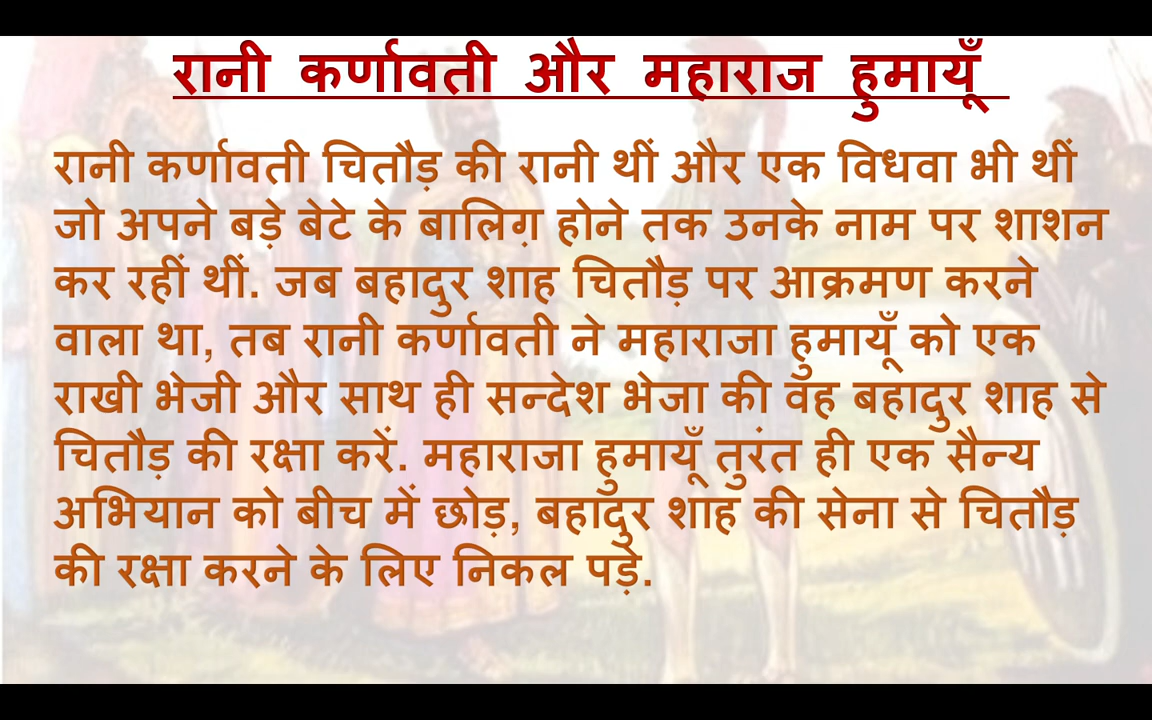 रानी कर्णावती और महाराज हुमायूँ
रानी कर्णावती चितौड़ की रानी थीं और एक विधवा भी थीं
जो अपने बड़े बेटे के बालिग़ होने तक उनके नाम पर शाशन
कर रहीं थीं. जब बहादुर शाह चितौड़ पर आक्रमण करने
वाला था, तब रानी कर्णावती ने महाराजा हुमायूँ को एक
राखी भेजी और साथ ही सन्देश भेजा की वह बहादुर शाह से
चितौड़ की रक्षा करें. महाराजा हुमायूँ तुरंत ही एक सैन्य
अभियान को बीच में छोड़, बहादुर शाह की सेना से चितौड़
की रक्षा करने के लिए निकल पड़े.